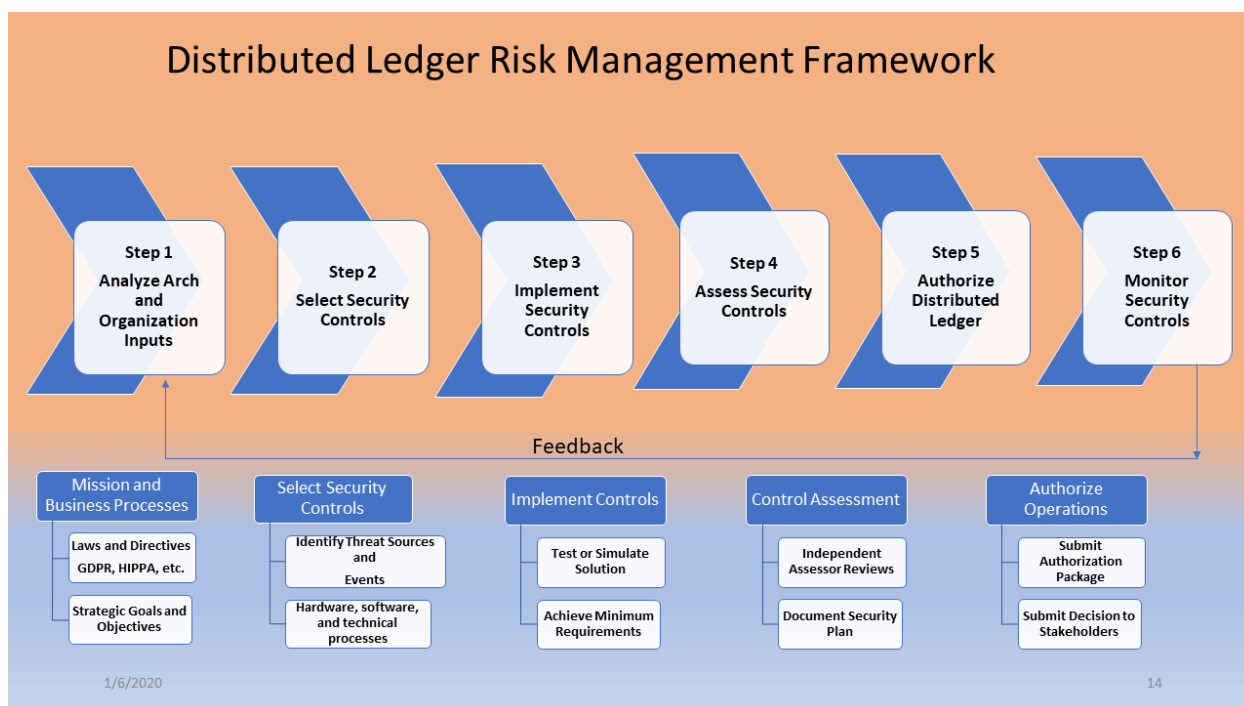 Distributed Ledger Risk Management Framework
Step 1
Analyze Arch
and
Organization
Inputs
Step 2
Select Security
Controls
Step 3
Implement
Security
Controls
Step 4
Assess Security
Controls
Step 5
Authorize
Distributed
Ledger
Step 6
Monitor
Security
Controls
Feedback
Mission and
Business Processes
Laws and Directives
GDPR, HIPPA, etc.
Strategic Goals and
Objectives
Select Security
Controls
Identify Threat Sources
and
Events
Hardware, software,
and technical
processes
Implement Controls
Test or Simulate
Solution
Achieve Minimum
Requirements
Control Assessment
Independent
Assessor Reviews
Document Security
Plan
Authorize
Operations
Submit
Authorization
Package
Submit Decision to
Stakeholders
1/6/2020
14